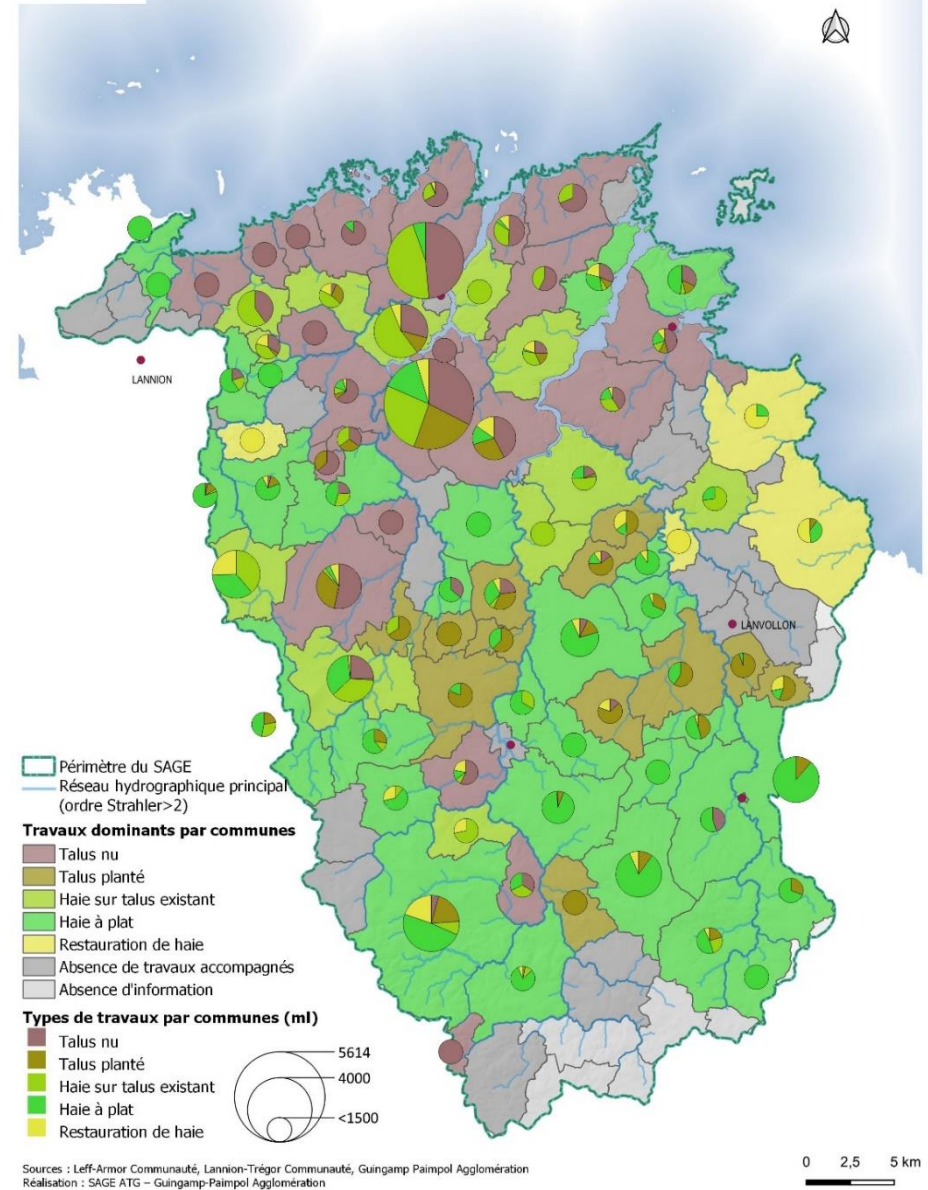 LANNION
LANVOLLON
Périmètre du SAGE
Réseau hydrographique principal
(ordre Strahler>2)
Travaux dominants par communes
Talus nu
Talus planté
Haie sur talus existant
Haie à plat
Restauration de haie
Absence de travaux accompagnés
Absence d'information
Types de travaux par communes (ml)
Talus nu
Talus planté
Haie sur talus existant
Haie à plat
Restauration de haie
5614
4000
<1500
Sources : Leff-Armor Communauté, Lannion-Trégor Communauté, Guingamp Paimpol Agglomération
Réalisation : SAGE ATG – Guingamp-Paimpol Agglomération
0 2,5 5 km